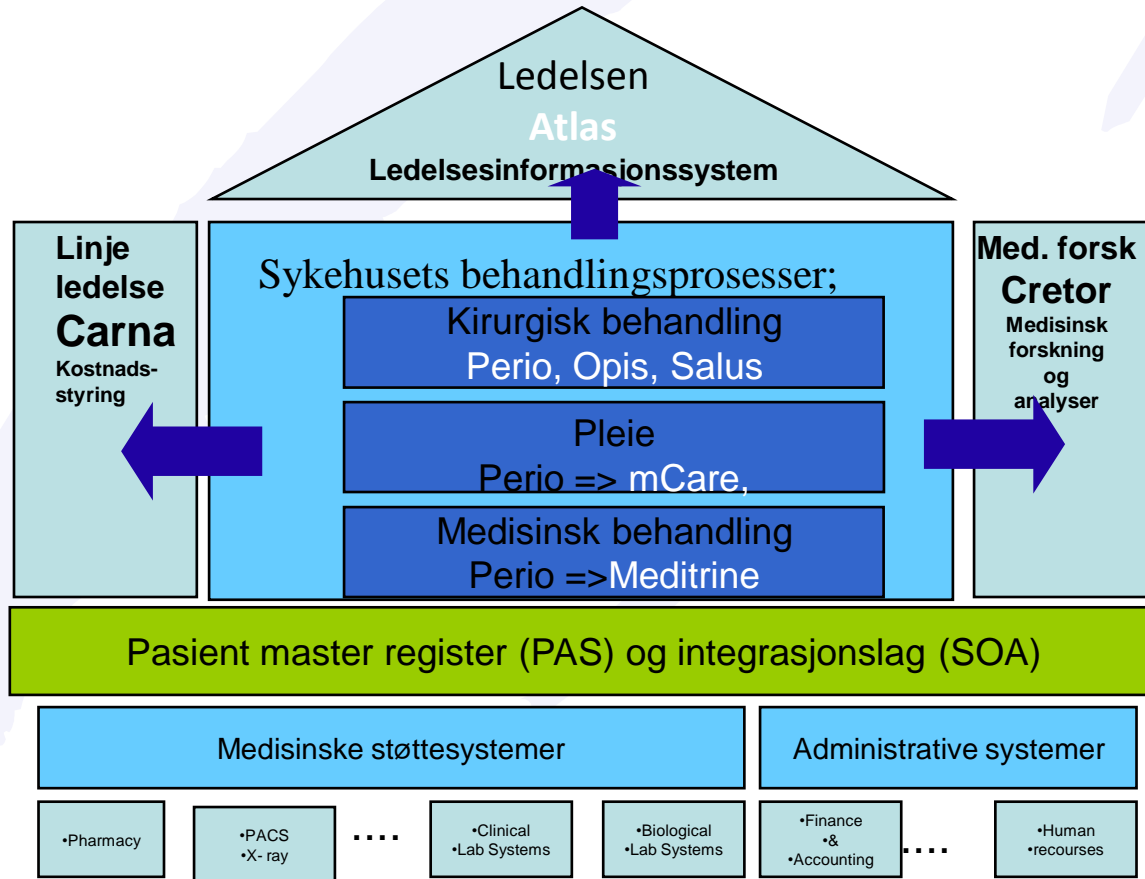 Ledelsen
Atlas
Ledelsesinformasjonssystem
Linje
ledelse
Carna
Kostnads-
styring
Sykehusets behandlingsprosesser;
Kirurgisk behandling
Perio, Opis, Salus
Pleie
Perio => mCare,
Medisinsk behandling
Perio =>Meditrine
Med. forsk
Cretor
Medisinsk
forskning
og
analyser
Pasient master register (PAS) og integrasjonslag (SOA)
Medisinske støttesystemer
Administrative systemer
•Pharmacy
•PACS
•X- ray
....
•Clinical
•Lab Systems
•Biological
•Lab Systems
•Finance
•&
•Accounting
....
•Human
•recourses